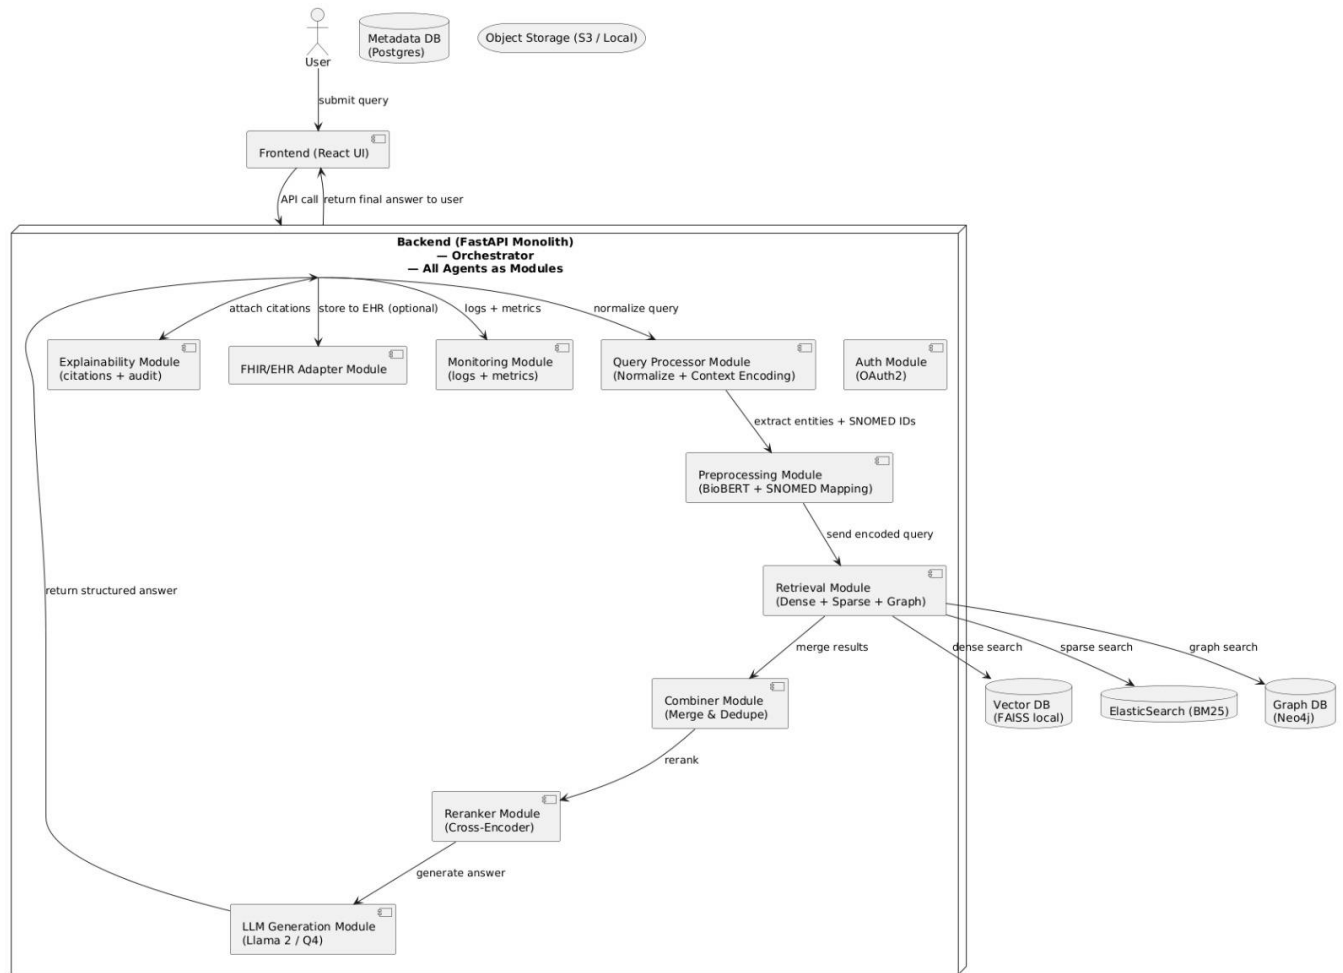 Metadata DB
(Postgres)
Object Storage (S3 / Local)
User
submit query
Frontend (React UI)
API call
return final answer to user
Backend (FastAPI Monolith)
— Orchestrator
— All Agents as Modules
attach citations
store to EHR (optional)
logs + metrics
normalize query
Explainability Module
(citations + audit)
FHIR/EHR Adapter Module
Monitoring Module
(logs + metrics)
Query Processor Module
(Normalize + Context Encoding)
Auth Module
(OAuth2)
extract entities + SNOMED IDs
Preprocessing Module
(BioBERT + SNOMED Mapping)
send encoded query
Retrieval Module
(Dense + Sparse + Graph)
return structured answer
merge results
dense search
sparse search
graph search
Combiner Module
(Merge & Dedupe)
Vector DB
(FAISS local)
ElasticSearch (BM25)
Graph DB
(Neo4j)
rerank
Reranker Module
(Cross-Encoder)
generate answer
LLM Generation Module
(Llama 2 / Q4)